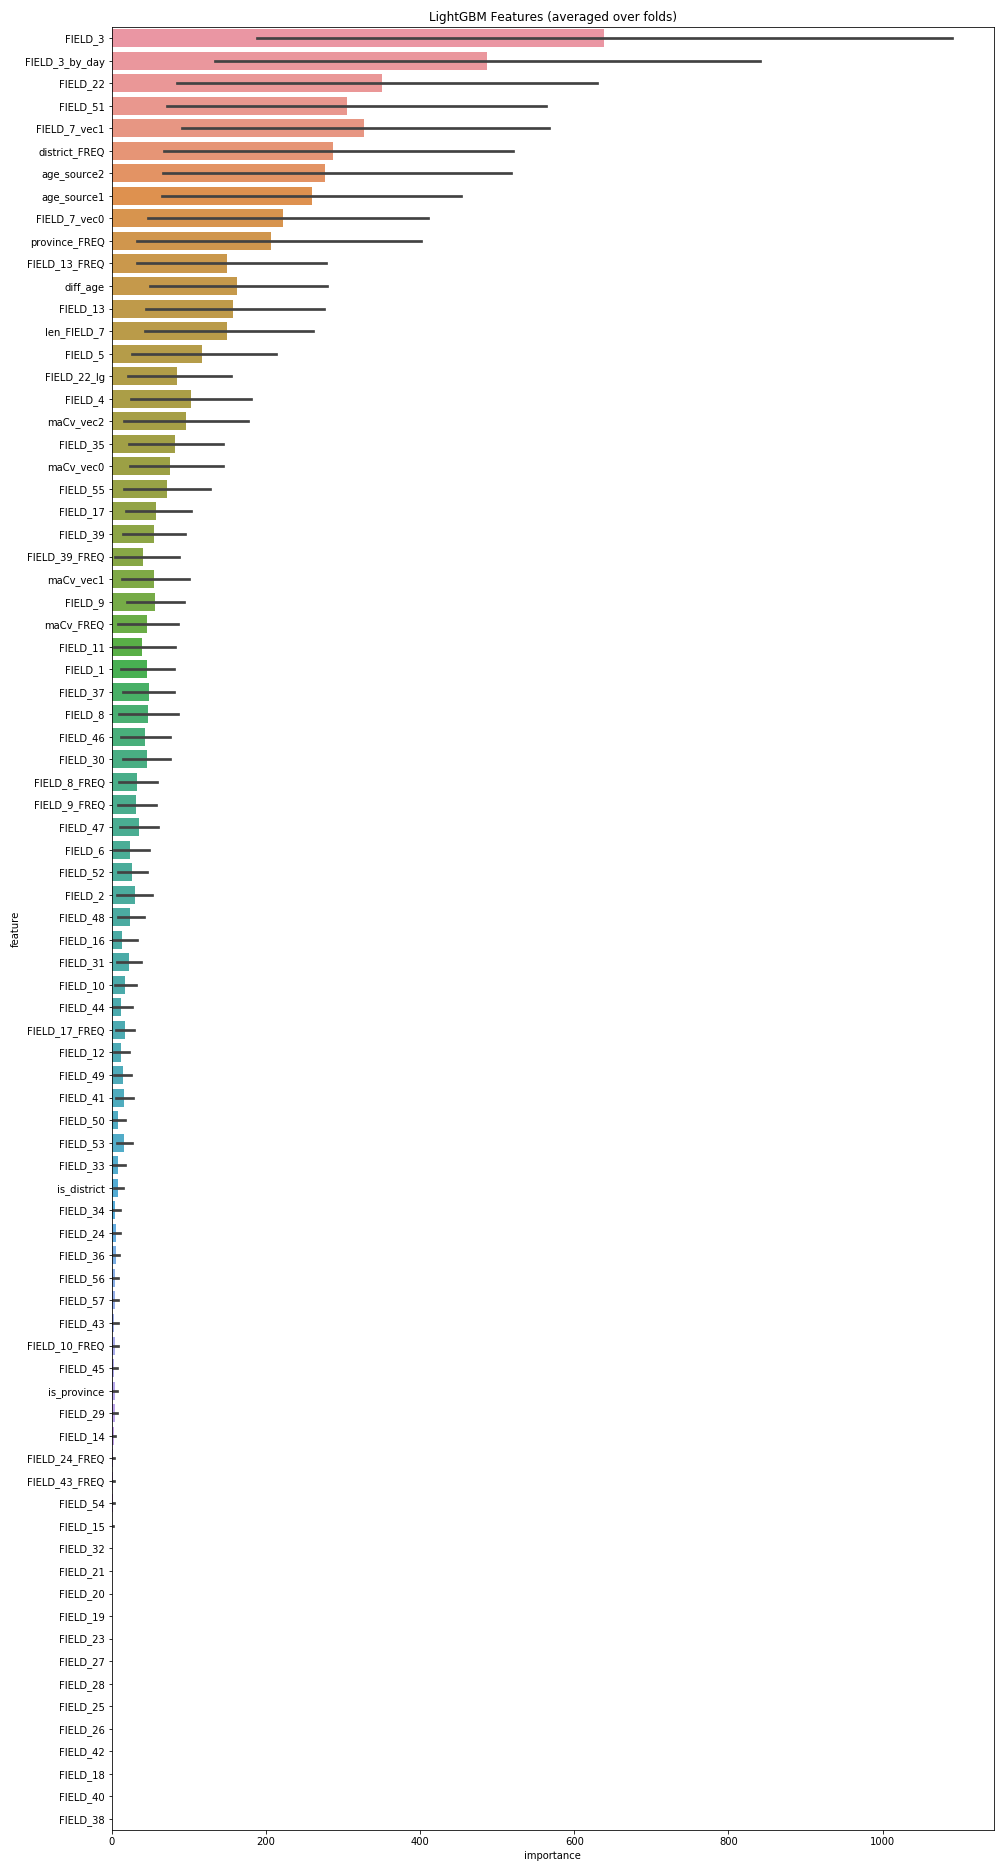 LightGBM Features (averaged over folds)
FIELD_3
FIELD_3_by_day
FIELD_22
FIELD_51
FIELD_7_vec1
district_FREQ
age_source2
age_source1
FIELD_7_vec0
province_FREQ
FIELD_13_FREQ
diff_age
FIELD_13
len_FIELD_7
FIELD_5
FIELD_22_lg
FIELD_4
maCv_vec2
FIELD_35
maCv_vec0
FIELD_55
FIELD_17
FIELD_39
FIELD_39_FREQ
maCv_vec1
FIELD_9
maCv_FREQ
FIELD_11
FIELD_1
FIELD_37
FIELD_8
FIELD_46
FIELD_30
FIELD_8_FREQ
FIELD_9_FREQ
FIELD_47
FIELD_6
FIELD_52
FIELD_2
feature
FIELD_48
FIELD_16
FIELD_31
FIELD_10
FIELD_44
FIELD_17_FREQ
FIELD_12
FIELD_49
FIELD_41
FIELD_50
FIELD_53
FIELD_33
is_district
FIELD_34
FIELD_24
FIELD_36
FIELD_56
FIELD_57
FIELD_43
FIELD_10_FREQ
FIELD_45
is_province
FIELD_29
FIELD_14
FIELD_24_FREQ
FIELD_43_FREQ
FIELD_54
FIELD_15
FIELD_32
FIELD_21
FIELD_20
FIELD_19
FIELD_23
FIELD_27
FIELD_28
FIELD_25
FIELD_26
FIELD_42
FIELD_18
FIELD_40
FIELD_38
0 200 400 600 800 1000
importance